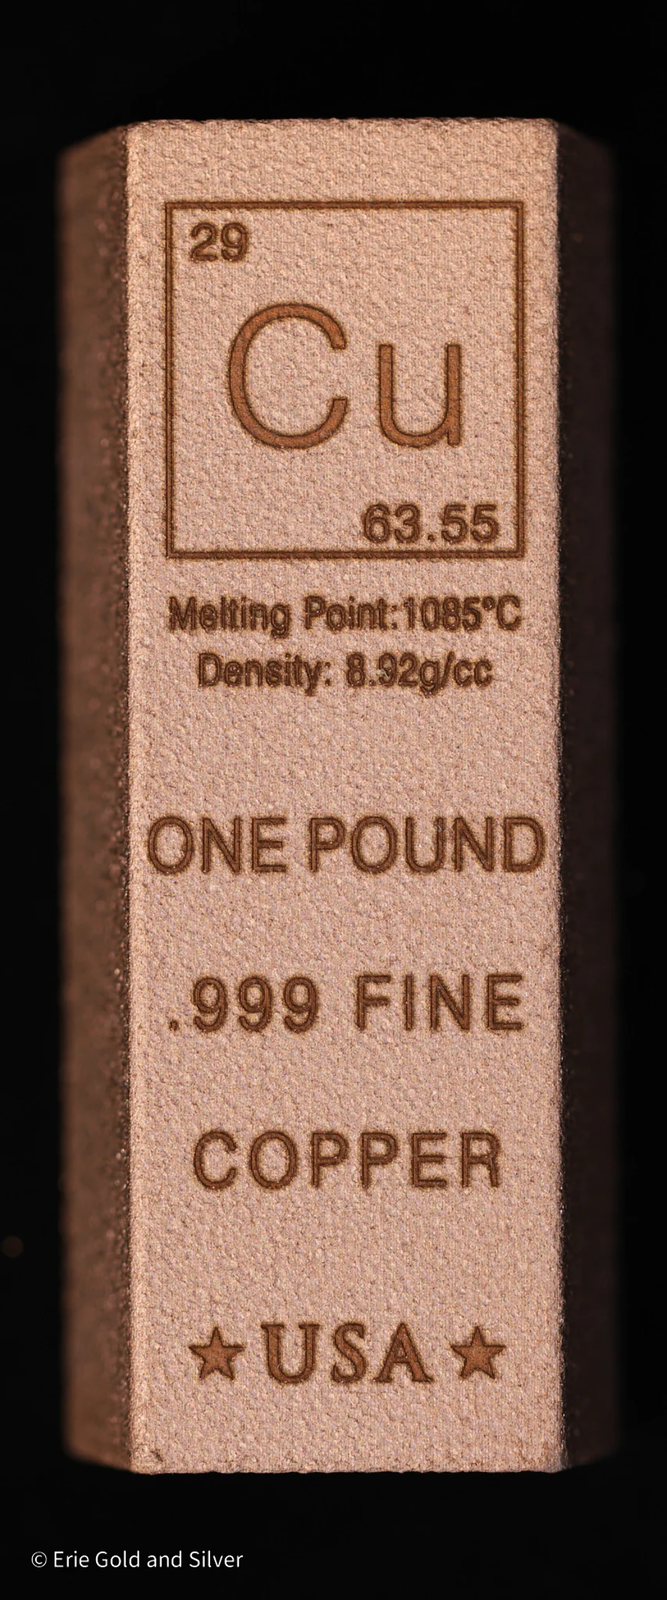 29
Cu
63.55
Melting Point:1085°C
Density: 8.92g/cc
ONE POUND
.999 FINE
COPPER
★ USA ★
© Erie Gold and Silver